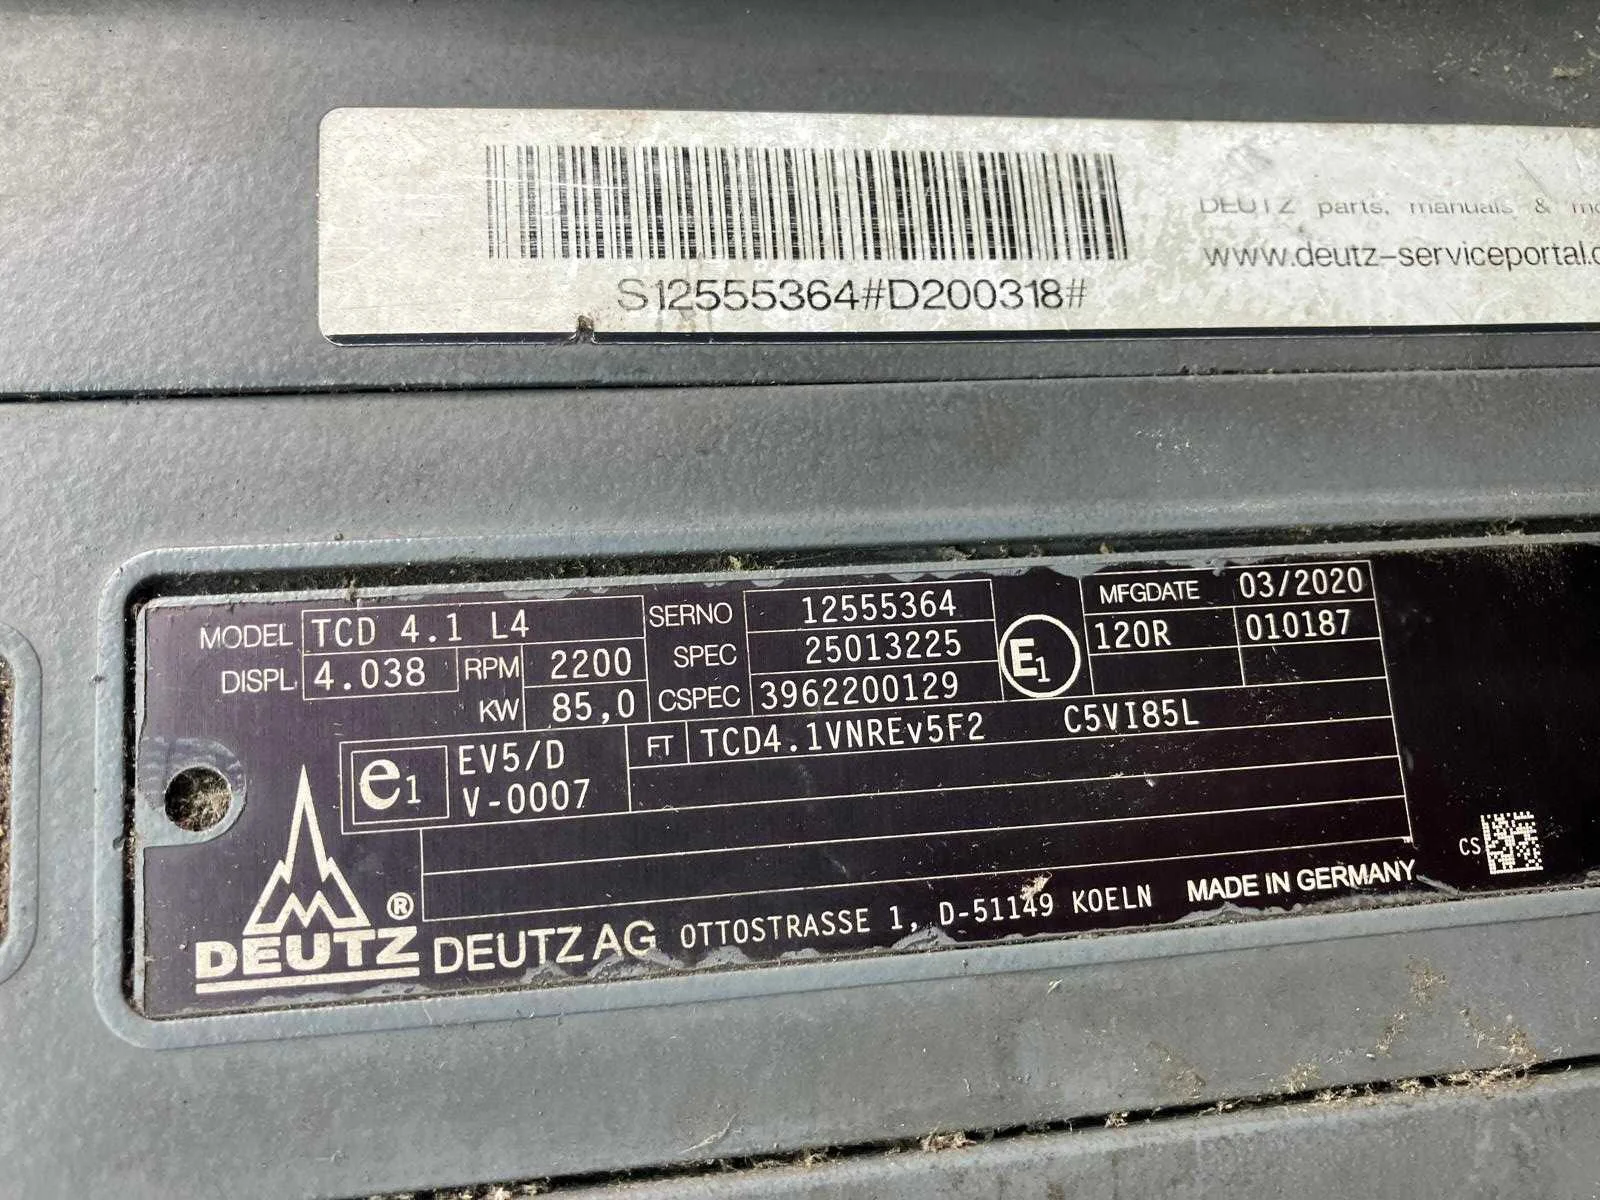 DEUTZ parts, manuals &
www.deutz-serviceportal.
S12555364#D200318#
MODEL TCD 4.1 L4
DISPL 4.038 RPM 2200
KW 85,0
SERNO 12555364
SPEC 25013225
CSPEC 3962200129
E1
MFGDATE 03/2020
120R 010187
e1 EV5/D
V-0007
FT TCD4.1VNREv5F2 C5VI85L
CS
® DEUTZ DEUTZ AG OTTOSTRASSE 1, D-51149 KOELN MADE IN GERMANY